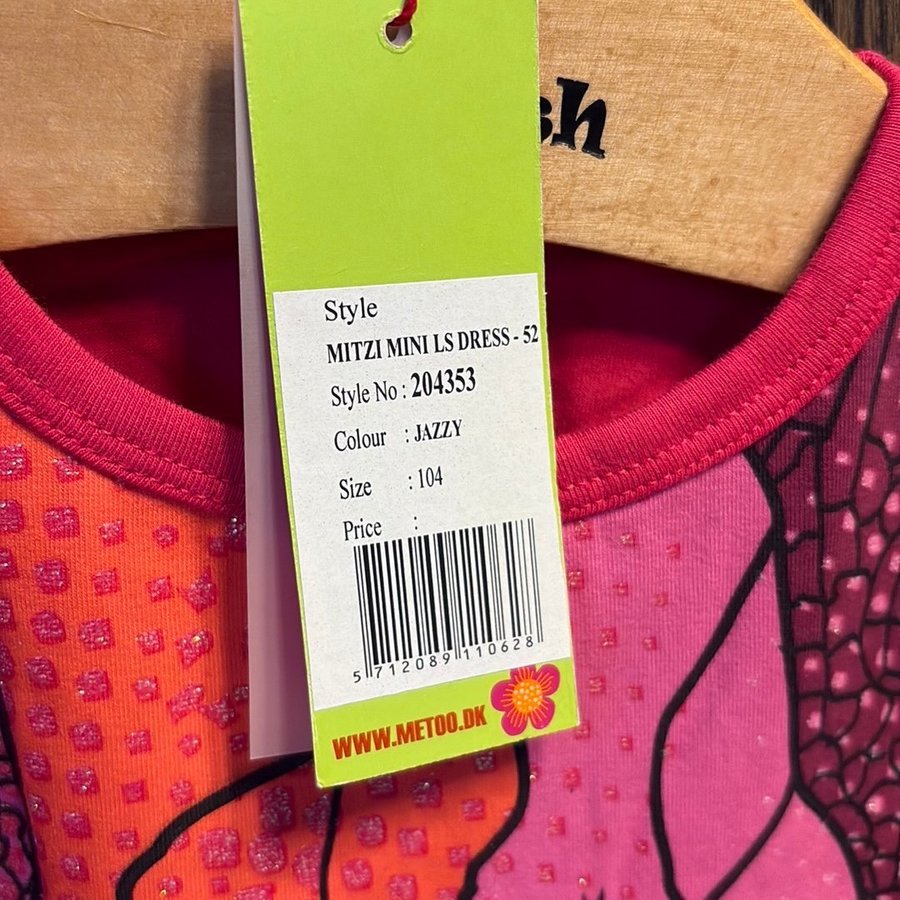 sh
Style
MITZI MINI LS DRESS - 52
Style No : 204353
Colour : JAZZY
Size : 104
Price :
5 712089 110628
WWW.METOO.DK